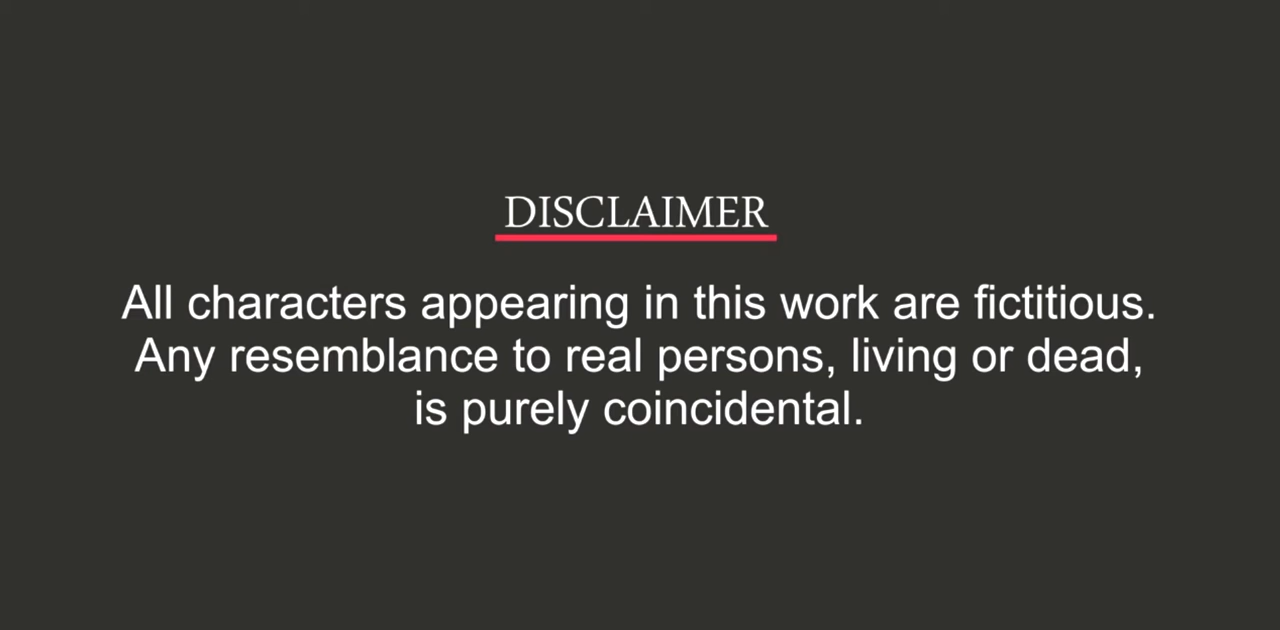 DISCLAIMER
All characters appearing in this work are fictitious.
Any resemblance to real persons, living or dead,
is purely coincidental.